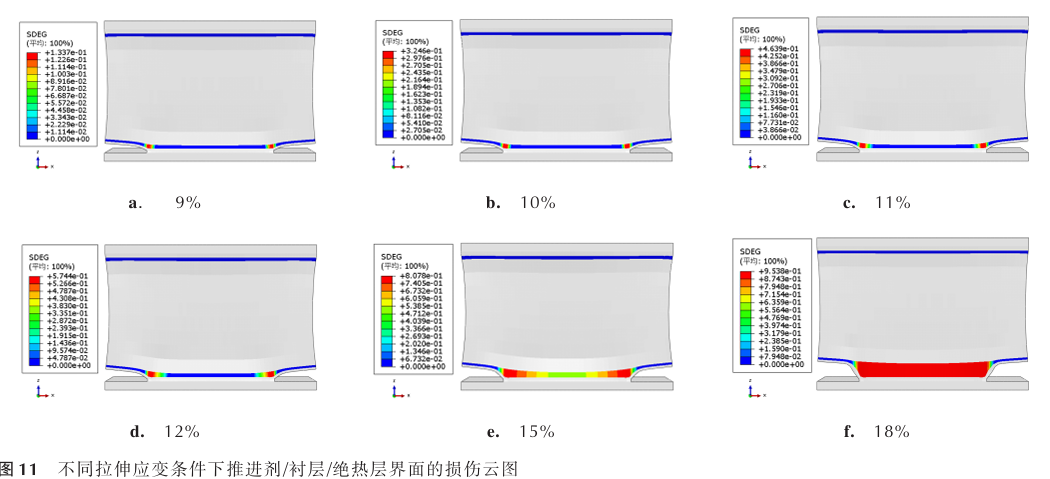 SDEG
(平均: 100%)
+1.337e-01
+1.226e-01
+1.114e-01
+1.003e-01
+8.916e-02
+7.801e-02
+6.687e-02
+5.572e-02
+4.458e-02
+3.343e-02
+2.229e-02
+1.114e-02
+0.000e+00
z
x
a. 9%
SDEG
(平均: 100%)
+3.246e-01
+2.976e-01
+2.705e-01
+2.435e-01
+2.164e-01
+1.894e-01
+1.623e-01
+1.353e-01
+1.082e-01
+8.116e-02
+5.410e-02
+2.705e-02
+0.000e+00
z
x
b. 10%
SDEG
(平均: 100%)
+4.639e-01
+4.252e-01
+3.866e-01
+3.479e-01
+3.092e-01
+2.706e-01
+2.319e-01
+1.933e-01
+1.546e-01
+1.160e-01
+7.731e-02
+3.866e-02
+0.000e+00
z
x
c. 11%
SDEG
(平均: 100%)
+5.744e-01
+5.266e-01
+4.787e-01
+4.308e-01
+3.830e-01
+3.351e-01
+2.872e-01
+2.393e-01
+1.915e-01
+1.436e-01
+9.574e-02
+4.787e-02
+0.000e+00
z
x
d. 12%
SDEG
(平均: 100%)
+8.078e-01
+7.405e-01
+6.732e-01
+6.059e-01
+5.385e-01
+4.712e-01
+4.039e-01
+3.366e-01
+2.693e-01
+2.020e-01
+1.346e-01
+6.732e-02
+0.000e+00
z
x
e. 15%
SDEG
(平均: 100%)
+9.538e-01
+8.743e-01
+7.948e-01
+7.154e-01
+6.359e-01
+5.564e-01
+4.769e-01
+3.974e-01
+3.179e-01
+2.385e-01
+1.590e-01
+7.948e-02
+0.000e+00
z
x
f. 18%
图 11 不同拉伸应变条件下推进剂/衬层/绝热层界面的损伤云图